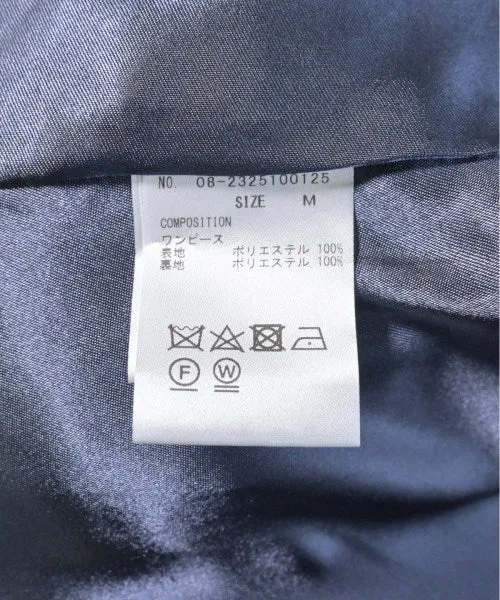 NO. 08-2325100125
SIZE M
COMPOSITION
ワンピース
表地 ポリエステル 100%
裏地 ポリエステル 100%
F W